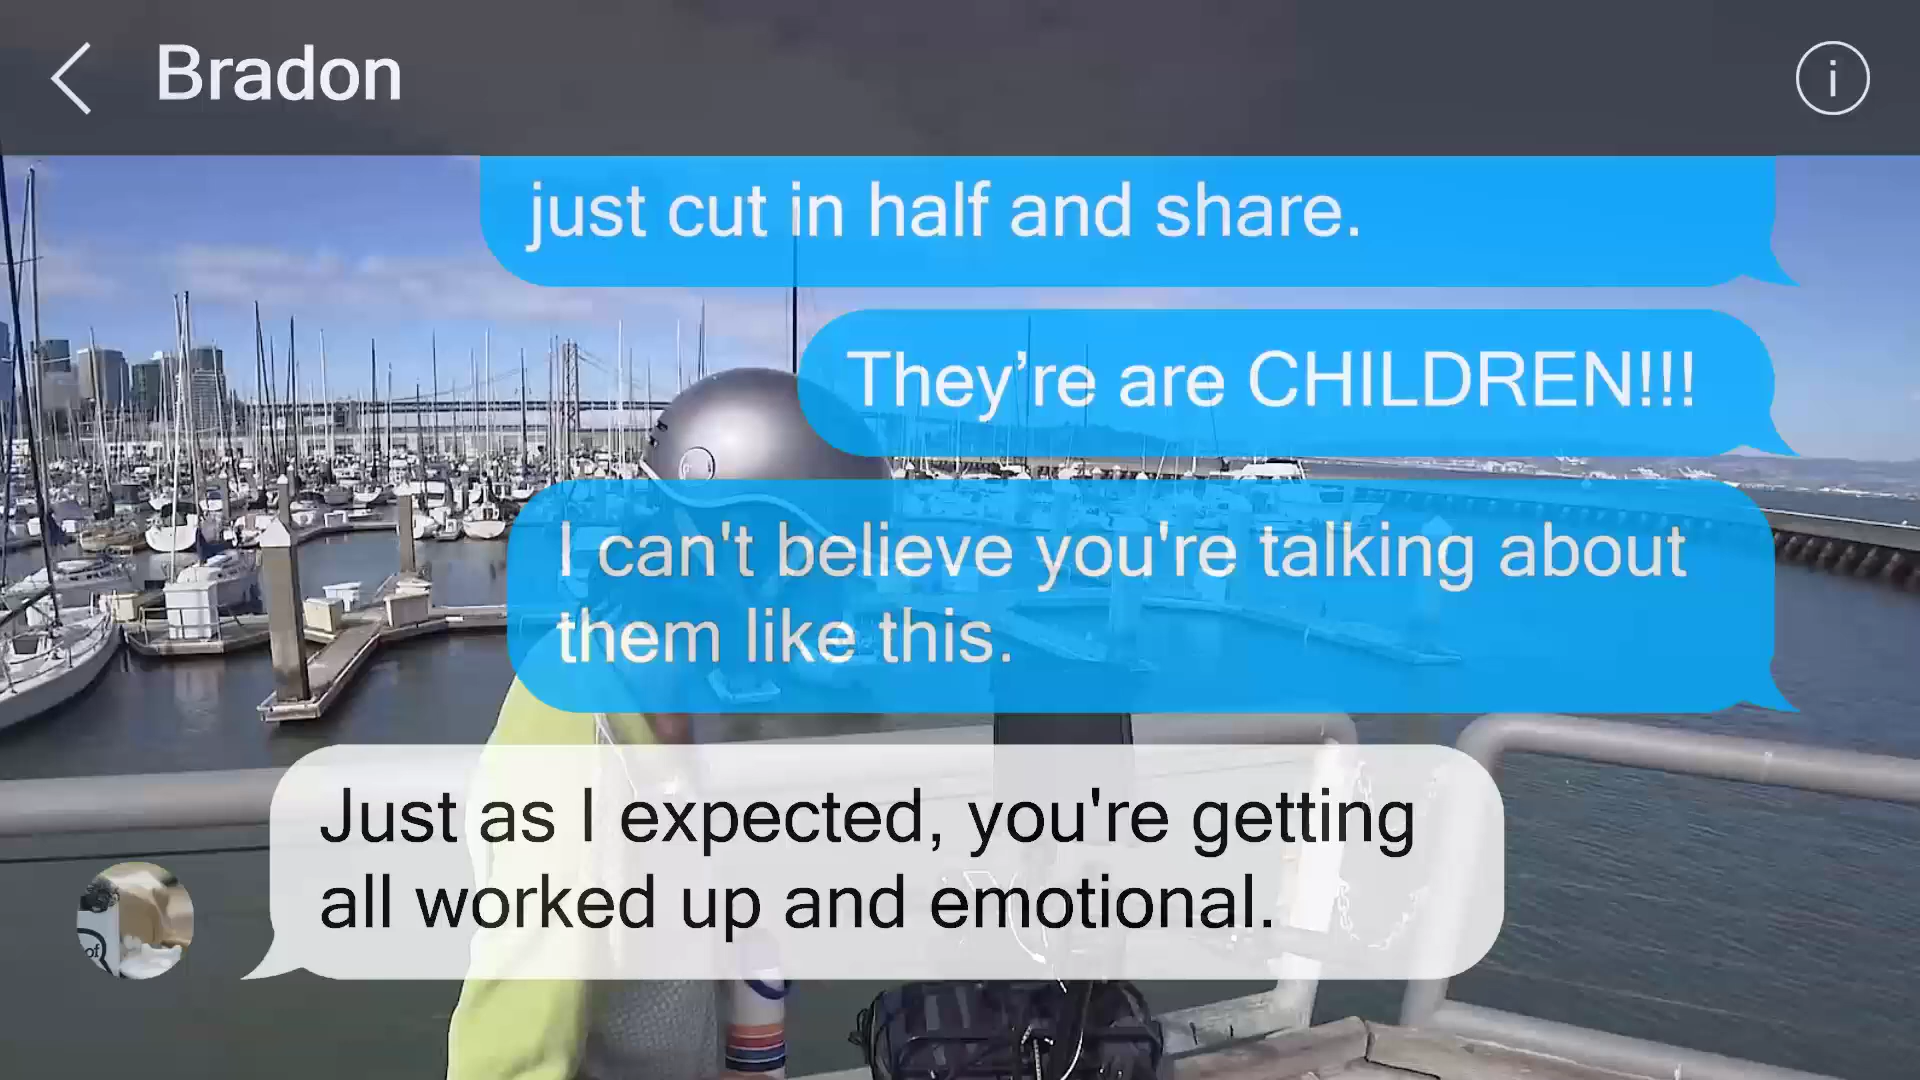 Bradon
just cut in half and share.
They’re are CHILDREN!!!
I can't believe you're talking about
them like this.
Just as I expected, you're getting
all worked up and emotional.
of